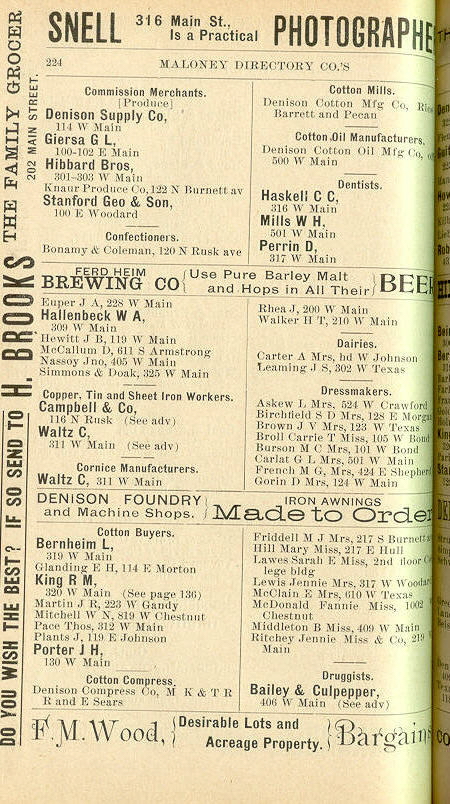 SNELL 316 Main St., Is a Practical PHOTOGRAPHE
224 MALONEY DIRECTORY CO.'S
Commission Merchants.
[Produce]
Denison Supply Co,
114 W Main
Giersa G L,
100-102 E Main
Hibbard Bros,
301-303 W Main
Knaur Produce Co, 122 N Burnett av
Stanford Geo & Son,
100 E Woodard
Confectioners.
Bonamy & Coleman, 120 N Rusk ave
Cotton Mills.
Denison Cotton Mfg Co, Rice
Barrett and Pecan
Cotton Oil Manufacturers.
Denison Cotton Oil Mfg Co,
500 W Main
Dentists.
Haskell C C,
316 W Main
Mills W H,
501 W Main
Perrin D,
317 W Main
FERD HEIM
BREWING CO
Use Pure Barley Malt
and Hops in All Their
BEER
Euper J A, 228 W Main
Hallenbeck W A,
309 W Main
Hewitt J B, 119 W Main
McCallum D, 611 S Armstrong
Nassoy Jno, 405 W Main
Simmons & Doak, 325 W Main
Copper, Tin and Sheet Iron Workers.
Campbell & Co,
116 N Rusk (See adv)
Waltz C,
311 W Main (See adv)
Cornice Manufacturers.
Waltz C, 311 W Main
Rhea J, 200 W Main
Walker H T, 210 W Main
Dairies.
Carter A Mrs, hd W Johnson
Leaming J S, 302 W Texas
Dressmakers.
Askew L Mrs, 524 W Crawford
Birchfield S D Mrs, 128 E Morgan
Brown J V Mrs, 123 W Texas
Broll Carrie T Miss, 105 W Bond
Burson M C Mrs, 101 W Bond
Carlat G L Mrs, 501 W Main
French M G, Mrs, 424 E Shepherd
Gorin D Mrs, 124 W Main
DENISON FOUNDRY
and Machine Shops.
IRON AWNINGS
Made to Order
Cotton Buyers.
Bernheim L,
319 W Main
Glanding E H, 114 E Morton
King R M,
320 W Main (See page 136)
Martin J R, 223 W Gandy
Mitchell W N, 819 W Chestnut
Pace Thos, 312 W Main
Plants J, 119 E Johnson
Porter J H,
130 W Main
Cotton Compress.
Denison Compress Co, M K & T R
R and E Sears
Friddell M J Mrs, 217 S Burnett
Hill Mary Miss, 217 E Hull
Lawes Sarah E Miss, 2nd floor
lege bldg
Lewis Jennie Mrs, 317 W Woodard
McClain E Mrs, 610 W Texas
McDonald Fannie Miss, 1002
Chestnut
Middleton B Miss, 409 W Main
Ritchey Jennie Miss & Co, 219
Main
Druggists.
Bailey & Culpepper,
406 W Main (See adv)
F. M. Wood,
Desirable Lots and
Acreage Property.
Bargains
DO YOU WISH THE BEST? IF SO SEND TO H. BROOKS THE FAMILY GROCER
202 MAIN STREET.